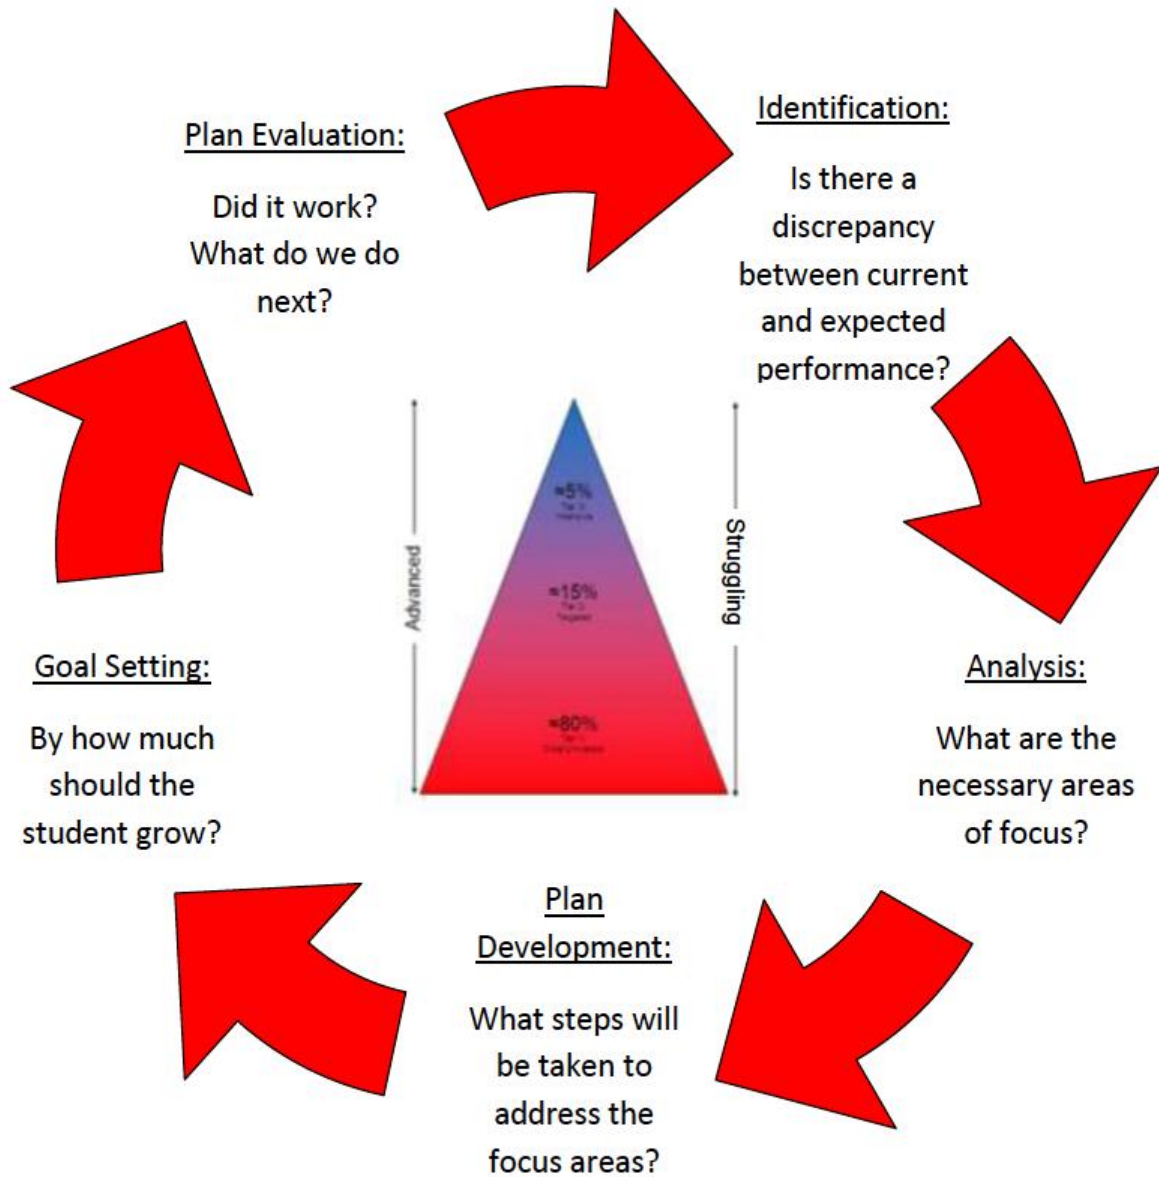 Identification:
Is there a
discrepancy
between current
and expected
performance?
Analysis:
What are the
necessary areas
of focus?
Plan
Development:
What steps will
be taken to
address the
focus areas?
Goal Setting:
By how much
should the
student grow?
Plan Evaluation:
Did it work?
What do we do
next?
Advanced
≈5%
≈15%
≈80%
Struggling